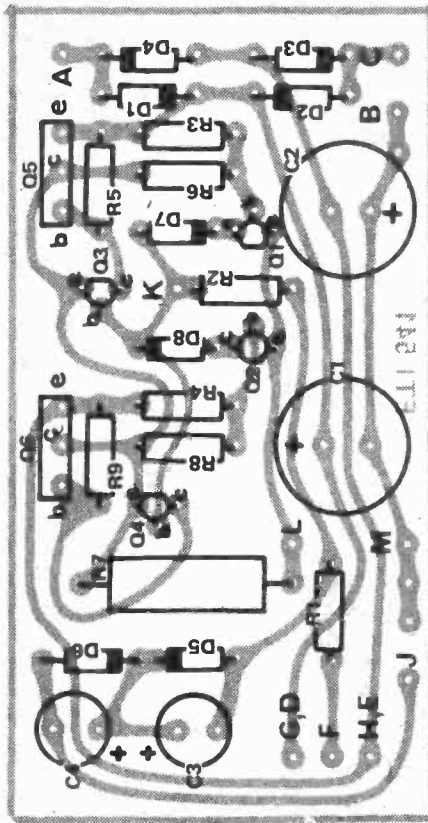 D4
D3
A
C
D1
D2
B
e
R3
Q5
c
R6
C2
R5
b
D7
+
Q3
Q1
K
R2
b
D8
Q2
C1
e
R4
Q6
c
R8
+
R9
b
Q4
L
R7
M
R1
J
D6
D5
G,D
F
H,E
C4
+
+
C3